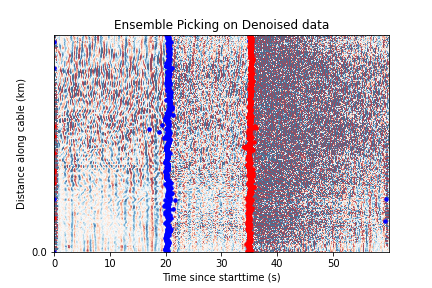 Ensemble Picking on Denoised data
Distance along cable (km)
0.0
0 10 20 30 40 50
Time since starttime (s)